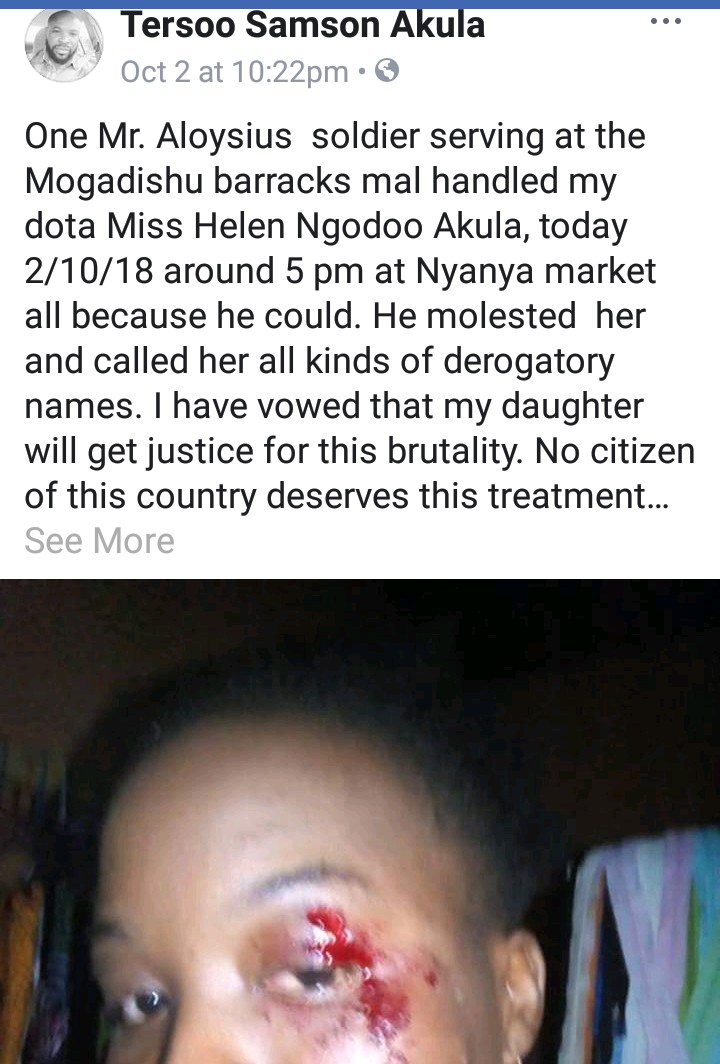 Tersoo Samson Akula
Oct 2 at 10:22pm •
One Mr. Aloysius  soldier serving at the
Mogadishu barracks mal handled my
dota Miss Helen Ngodoo Akula, today
2/10/18 around 5 pm at Nyanya market
all because he could. He molested  her
and called her all kinds of derogatory
names. I have vowed that my daughter
will get justice for this brutality. No citizen
of this country deserves this treatment...
See More